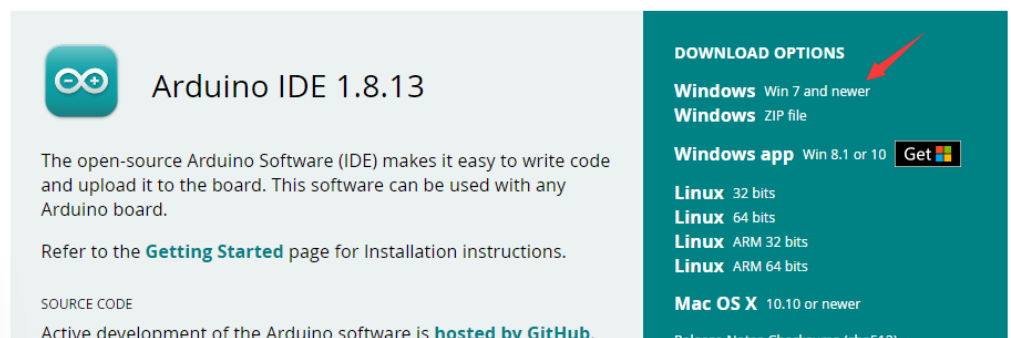 Arduino IDE 1.8.13
The open-source Arduino Software (IDE) makes it easy to write code
and upload it to the board. This software can be used with any
Arduino board.
Refer to the Getting Started page for Installation instructions.
SOURCE CODE
Active development of the Arduino software is hosted by GitHub.
DOWNLOAD OPTIONS
Windows Win 7 and newer
Windows ZIP file
Windows app Win 8.1 or 10 Get
Linux 32 bits
Linux 64 bits
Linux ARM 32 bits
Linux ARM 64 bits
Mac OS X 10.10 or newer